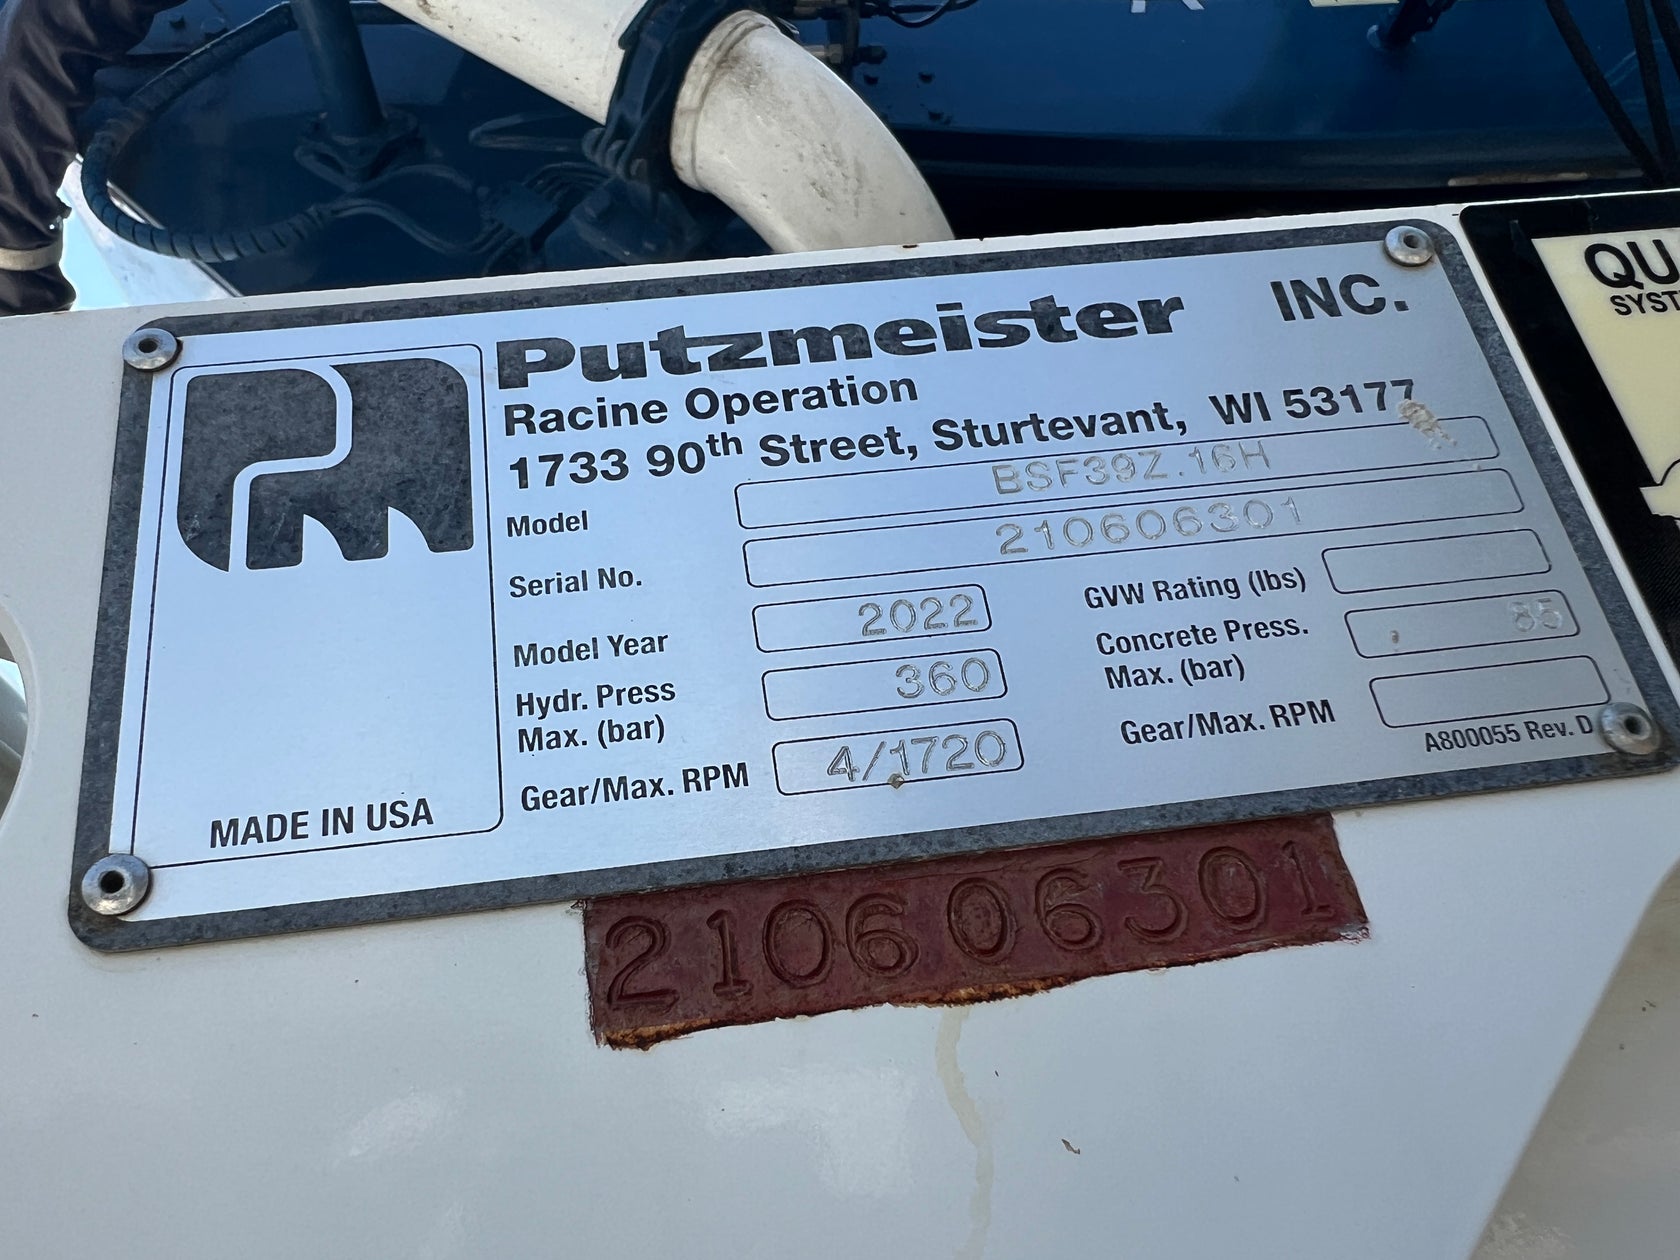 Putzmeister INC.
Racine Operation
1733 90th Street, Sturtevant, WI 53177
Model BSF39Z.16H
Serial No. 210606301
Model Year 2022
GVW Rating (lbs)
Hydr. Press
Max. (bar) 360
Concrete Press.
Max. (bar) 85
Gear/Max. RPM 4/1720
Gear/Max. RPM
A800055 Rev. D
PM
MADE IN USA
210606301